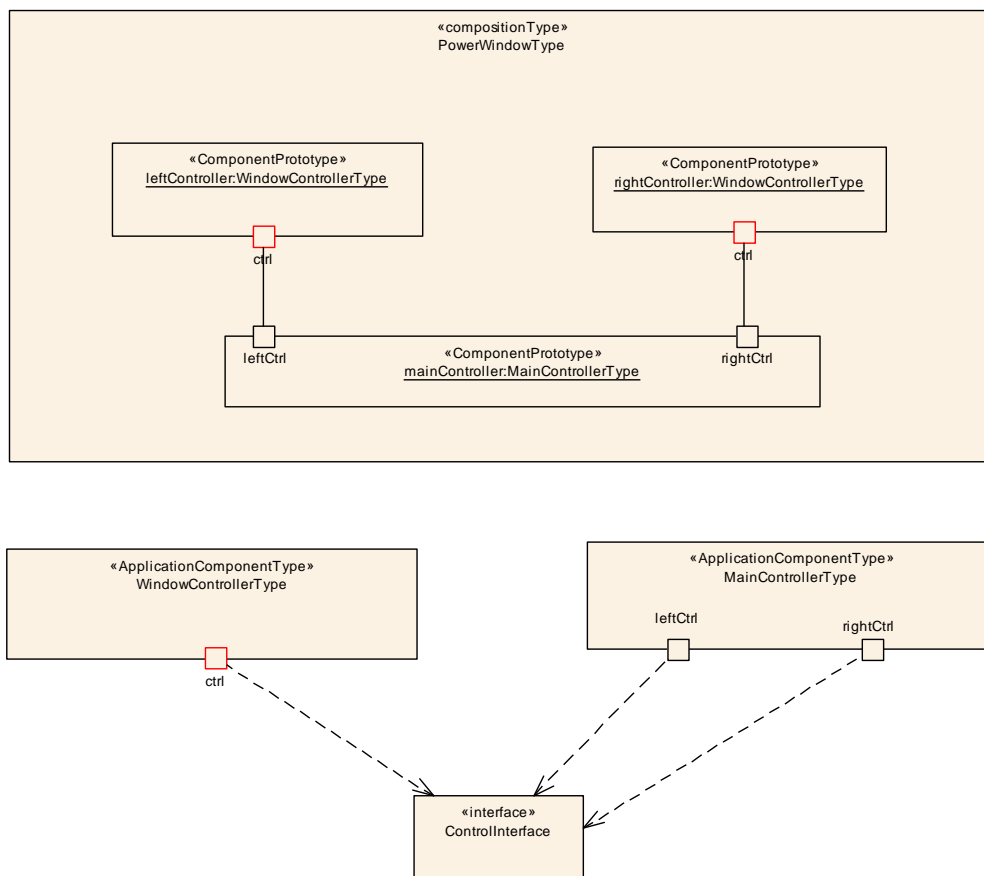 «compositionType»
PowerWindowType
«ComponentPrototype»
leftController:WindowControllerType
«ComponentPrototype»
rightController:WindowControllerType
ctrl
ctrl
leftCtrl
«ComponentPrototype»
mainController:MainControllerType
rightCtrl
«ApplicationComponentType»
WindowControllerType
«ApplicationComponentType»
MainControllerType
leftCtrl
rightCtrl
ctrl
«interface»
ControlInterface